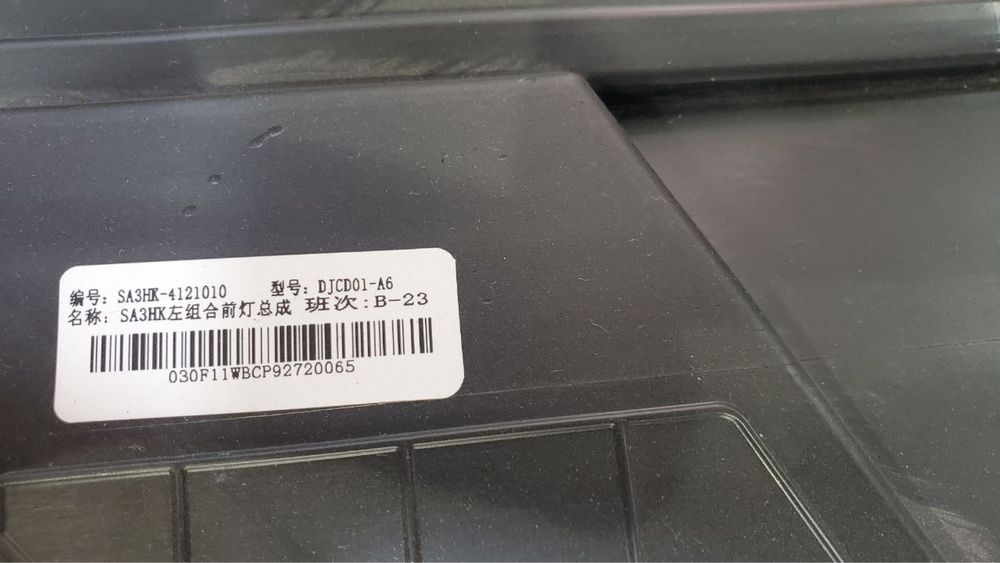 编号: SA3HK-4121010 型号: DJCD01-A6
名称: SA3HK左组合前灯总成 班次: B-23
030F11WBCP92720065